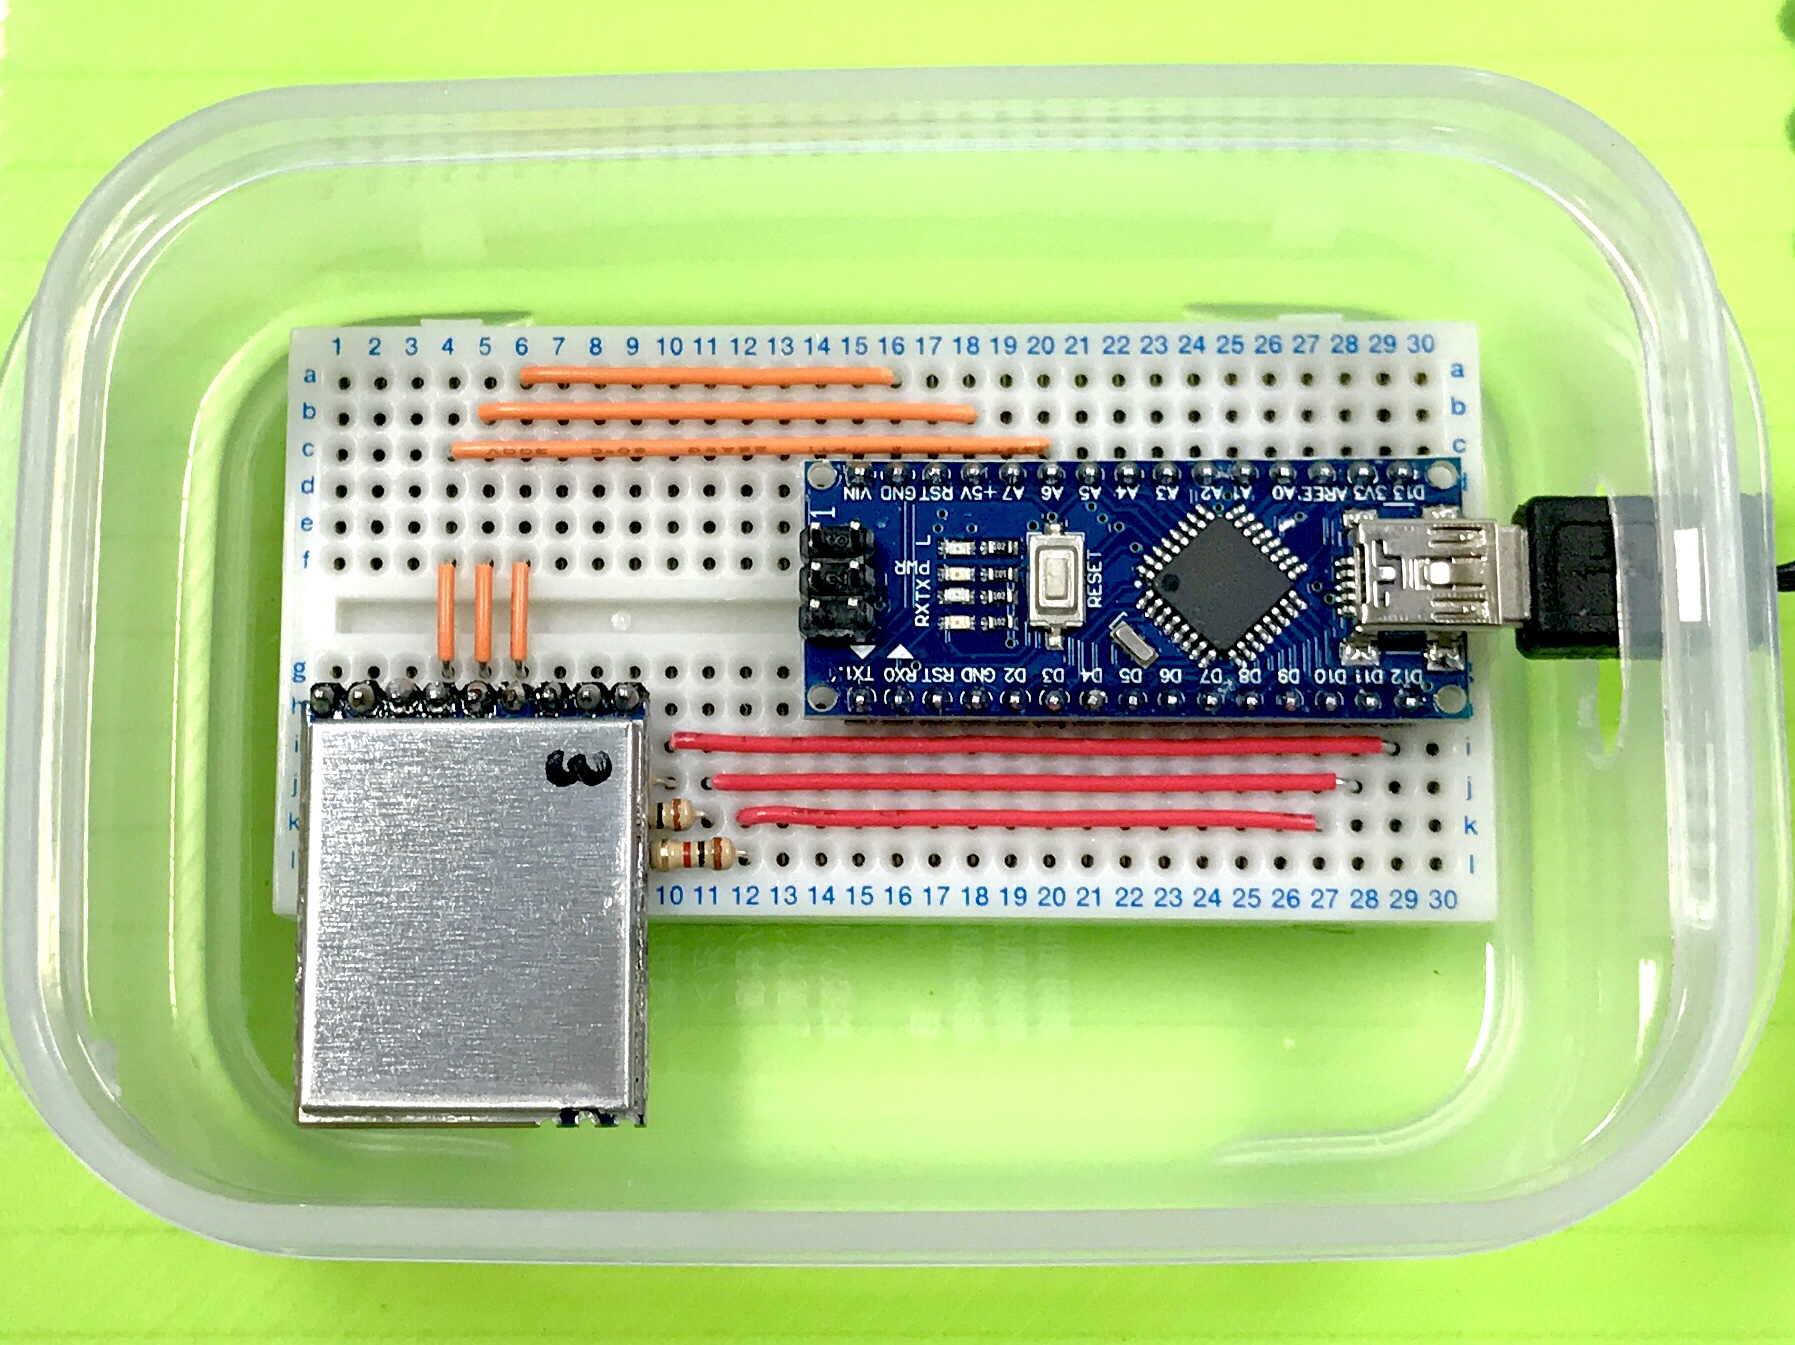 1 2 3 4 5 6 7 8 9 10 11 12 13 14 15 16 17 18 19 20 21 22 23 24 25 26 27 28 29 30
a a
b b
c c
d
e
f
g
h
i i
j j
k k
l l
VIN GND RST +5V A7 A6 A5 A4 A3 A2 A1 A0 AREF 3V3 D13
1
L
PWR
TX
RX
RESET
TX1 RX0 RST GND D2 D3 D4 D5 D6 D7 D8 D9 D10 D11 D12
3
10 11 12 13 14 15 16 17 18 19 20 21 22 23 24 25 26 27 28 29 30